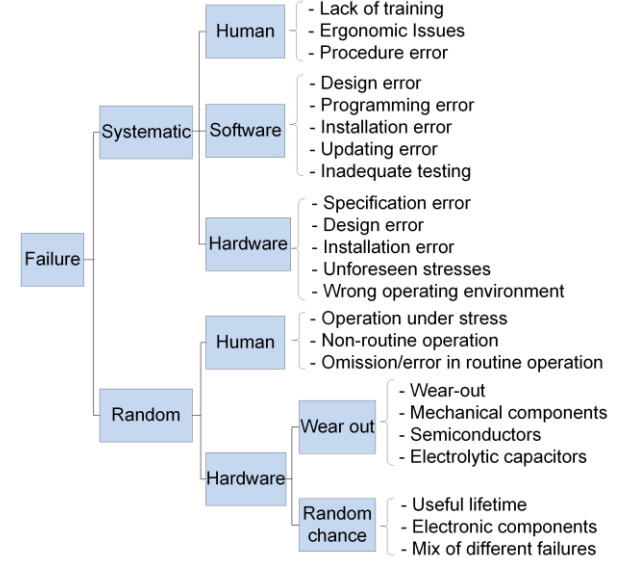 Failure
Systematic
Human
- Lack of training
- Ergonomic Issues
- Procedure error
Software
- Design error
- Programming error
- Installation error
- Updating error
- Inadequate testing
Hardware
- Specification error
- Design error
- Installation error
- Unforeseen stresses
- Wrong operating environment
Random
Human
- Operation under stress
- Non-routine operation
- Omission/error in routine operation
Hardware
Wear out
- Wear-out
- Mechanical components
- Semiconductors
- Electrolytic capacitors
Random
chance
- Useful lifetime
- Electronic components
- Mix of different failures